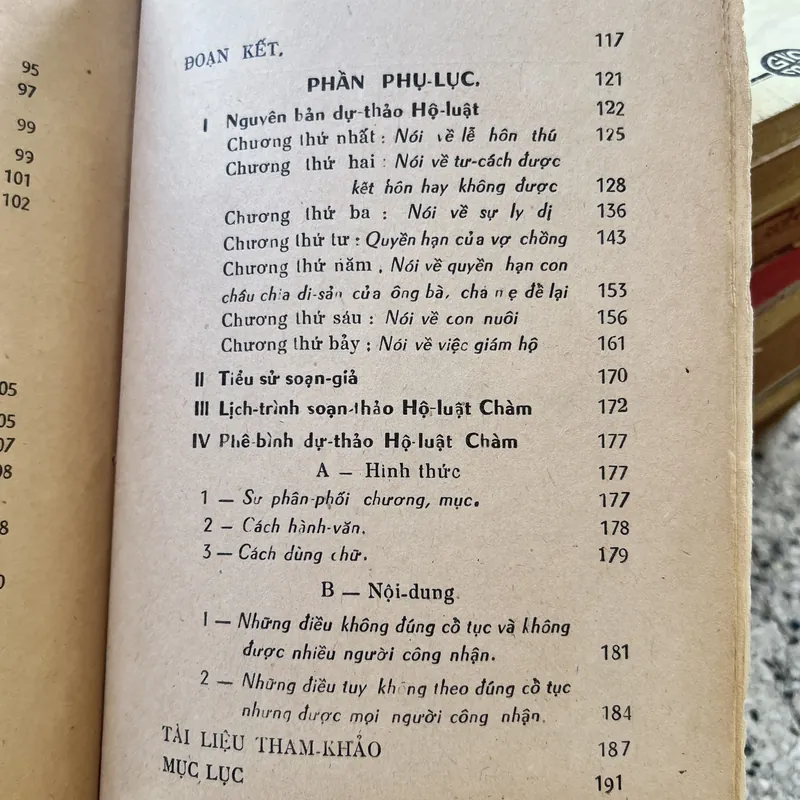 95
97
99
99
101
102
05
05
07
08
8
0
ĐOẠN KẾT. 117
PHẦN PHỤ-LỤC. 121
I Nguyên bản dự-thảo Hộ-luật 122
Chương thứ nhất : Nói về lễ hôn thú 125
Chương thứ hai : Nói về tư-cách được
kết hôn hay không được 128
Chương thứ ba : Nói về sự ly dị 136
Chương thứ tư : Quyền hạn của vợ chồng 143
Chương thứ năm . Nói về quyền hạn con
cháu chia di-sản của ông bà, cha mẹ để lại 153
Chương thứ sáu : Nói về con nuôi 156
Chương thứ bảy : Nói về việc giám hộ 161
II Tiểu sử soạn-giả 170
III Lịch-trình soạn-thảo Hộ-luật Chàm 172
IV Phê-bình dự-thảo Hộ-luật Chàm 177
A — Hình thức 177
1 — Sư phân-phối chương, mục. 177
2 — Cách hành-văn. 178
3 — Cách dùng chữ. 179
B — Nội-dung
1 — Những điều không đúng cổ tục và không
được nhiều người công nhận. 181
2 — Những điều tuy không theo đúng cổ tục
nhưng được mọi người công nhận. 184
TÀI LIỆU THAM-KHẢO 187
MỤC LỤC 191